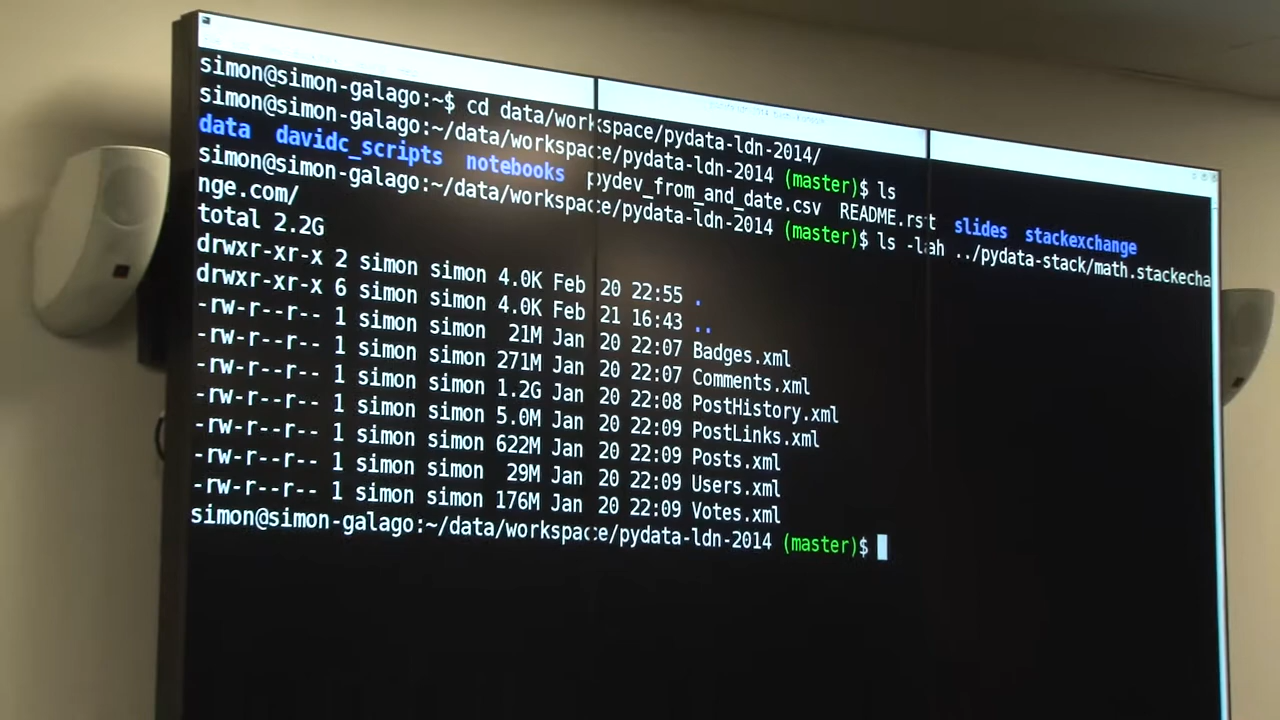 simon@simon-galago:~$ cd data/workspace/pydata-ldn-2014/
simon@simon-galago:~/data/workspace/pydata-ldn-2014 (master)$ ls
data davidc_scripts notebooks pydev_from_and_date.csv README.rst slides stackexchange
simon@simon-galago:~/data/workspace/pydata-ldn-2014 (master)$ ls -lah ../pydata-stack/math.stackecha
nge.com/
total 2.2G
drwxr-xr-x 2 simon simon 4.0K Feb 20 22:55 .
drwxr-xr-x 6 simon simon 4.0K Feb 21 16:43 ..
-rw-r--r-- 1 simon simon 21M Jan 20 22:07 Badges.xml
-rw-r--r-- 1 simon simon 271M Jan 20 22:07 Comments.xml
-rw-r--r-- 1 simon simon 1.2G Jan 20 22:08 PostHistory.xml
-rw-r--r-- 1 simon simon 5.0M Jan 20 22:09 PostLinks.xml
-rw-r--r-- 1 simon simon 622M Jan 20 22:09 Posts.xml
-rw-r--r-- 1 simon simon 29M Jan 20 22:09 Users.xml
-rw-r--r-- 1 simon simon 176M Jan 20 22:09 Votes.xml
simon@simon-galago:~/data/workspace/pydata-ldn-2014 (master)$